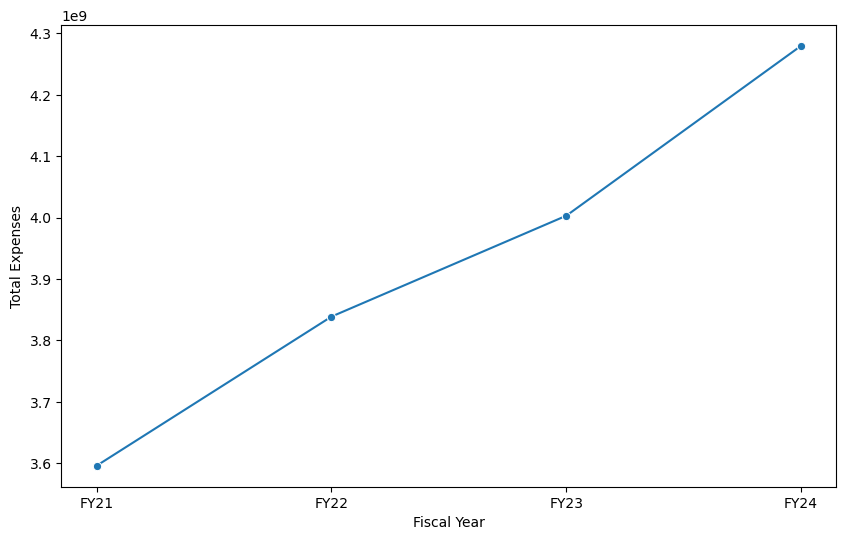 1e9
4.3
4.2
4.1
4.0
3.9
3.8
3.7
3.6
Total Expenses
FY21 FY22 FY23 FY24
Fiscal Year